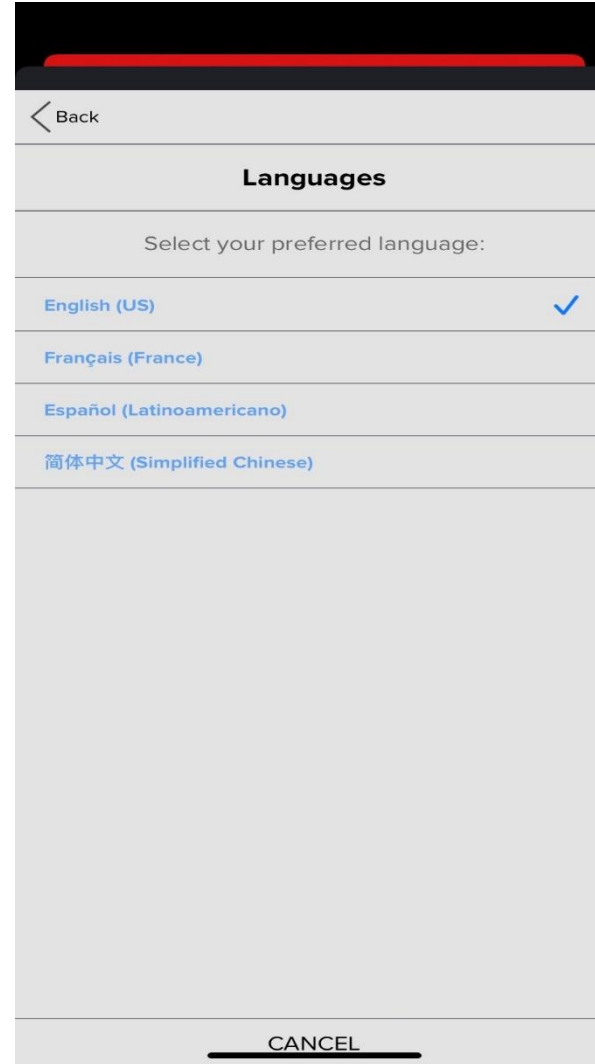 Back
Languages
Select your preferred language:
English (US)
Français (France)
Español (Latinoamericano)
简体中文 (Simplified Chinese)
CANCEL